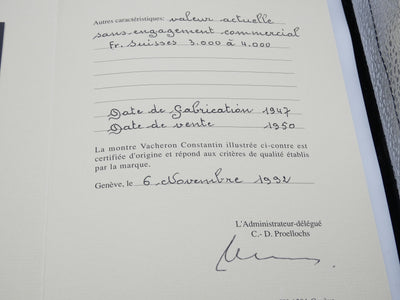 Autres caractéristiques: valeur actuelle
sans engagement commercial
Fr. Suisses 3.000 à 4.000
Date de fabrication 1947
Date de vente 1950
La montre Vacheron Constantin illustrée ci-contre est
certifiée d'origine et répond aux critères de qualité établis
par la marque.
Genève, le 6 Novembre 1992
L'Administrateur-délégué
C.- D. Proellochs